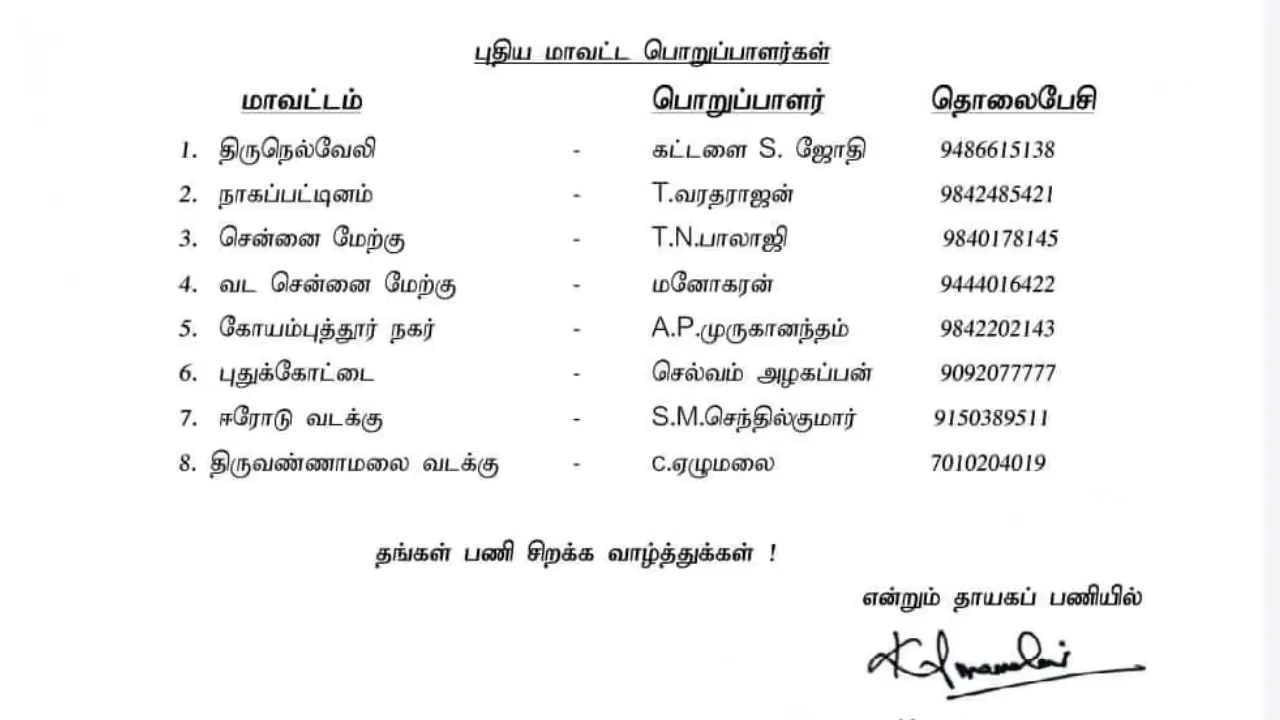 புதிய மாவட்ட பொறுப்பாளர்கள்
மாவட்டம் பொறுப்பாளர் தொலைபேசி
1. திருநெல்வேலி - கட்டளை S. ஜோதி 9486615138
2. நாகப்பட்டினம் - T.வரதராஜன் 9842485421
3. சென்னை மேற்கு - T.N.பாலாஜி 9840178145
4. வட சென்னை மேற்கு - மனோகரன் 9444016422
5. கோயம்புத்தூர் நகர் - A.P.முருகானந்தம் 9842202143
6. புதுக்கோட்டை - செல்வம் அழகப்பன் 9092077777
7. ஈரோடு வடக்கு - S.M.செந்தில்குமார் 9150389511
8. திருவண்ணாமலை வடக்கு - c.ஏழுமலை 7010204019
தங்கள் பணி சிறக்க வாழ்த்துக்கள் !
என்றும் தாயகப் பணியில்